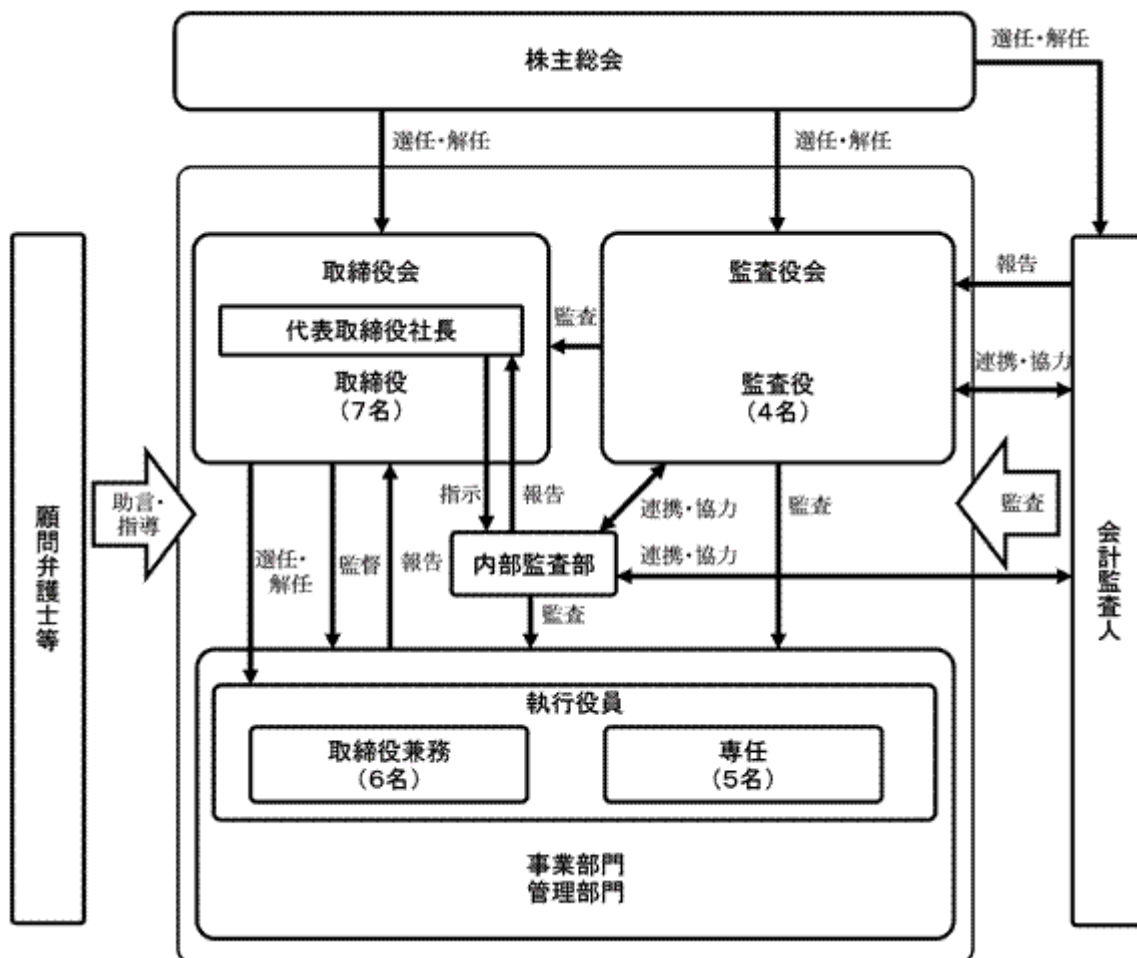 株主総会
選任・解任
選任・解任
選任・解任
取締役会
代表取締役社長
取締役
(7名)
監査
監査役会
監査役
(4名)
報告
連携・協力
顧問弁護士等
助言・
指導
会計監査人
監査
選任・
解任
監督
報告
指示
報告
連携・協力
監査
内部監査部
連携・協力
監査
執行役員
取締役兼務
(6名)
専任
(5名)
事業部門
管理部門